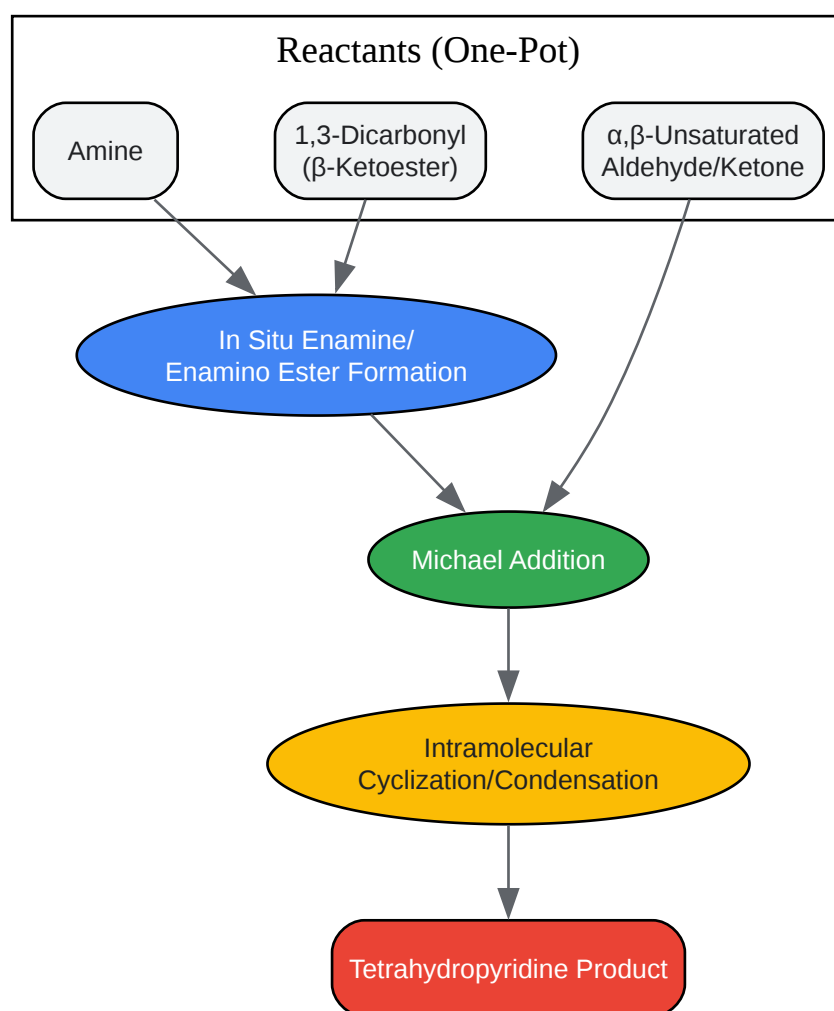 Reactants (One-Pot)
Amine
1,3-Dicarbonyl
(β-Ketoester)
α,β-Unsaturated
Aldehyde/Ketone
In Situ Enamine/
Enamino Ester Formation
Michael Addition
Intramolecular
Cyclization/Condensation
Tetrahydropyridine Product